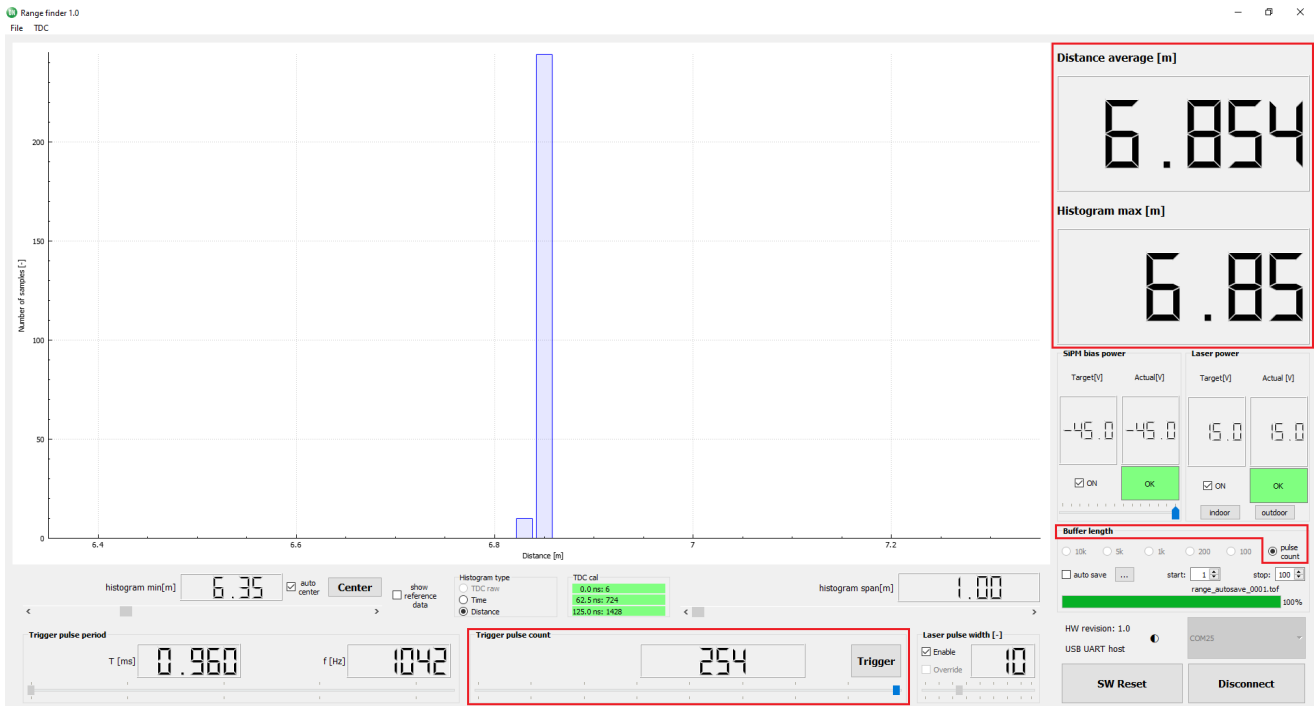 Range finder 1.0
File TDC
Distance average [m]
6.854
Histogram max [m]
6.85
200
150
100
50
0
Number of samples [-]
6.4 6.6 6.8 7 7.2
Distance [m]
SiPM bias power Laser power
Target[V] Actual[V] Target[V] Actual [V]
-45.0 -45.0 15.0 15.0
ON OK ON OK
indoor outdoor
Buffer length
10k 5k 1k 200 100 pulse count
auto save ... start: 1 stop: 100
range_autosave_0001.tof
100%
histogram min[m] 6.35 auto center Center show reference data
Histogram type
TDC raw
Time
Distance
TDC cal
0.0 ns: 6
62.5 ns: 724
125.0 ns: 1428
histogram span[m] 1.00
< > < >
Trigger pulse period
T [ms] 0.960 f [Hz] 1042
Trigger pulse count
254 Trigger
Laser pulse width [-]
Enable 10
Override
HW revision: 1.0
USB UART host
COM25
SW Reset Disconnect